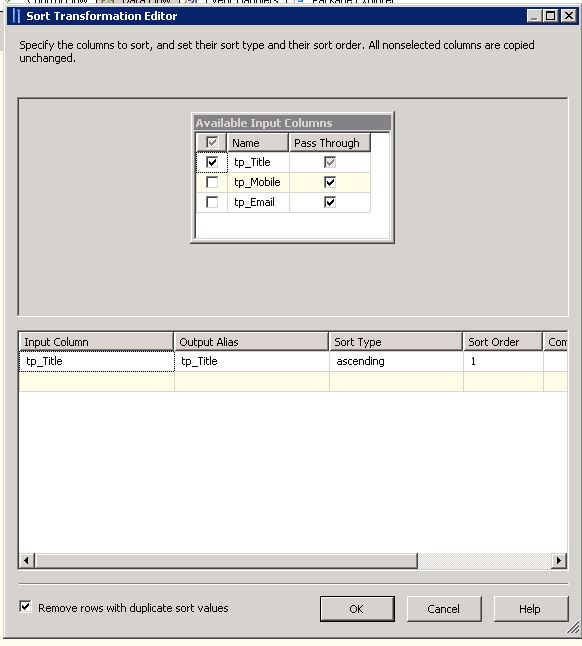 Sort Transformation Editor
Specify the columns to sort, and set their sort type and their sort order. All nonselected columns are copied
unchanged.
Available Input Columns
Name Pass Through
tp_Title
tp_Mobile
tp_Email
Input Column Output Alias Sort Type Sort Order Com
tp_Title tp_Title ascending 1
Remove rows with duplicate sort values OK Cancel Help